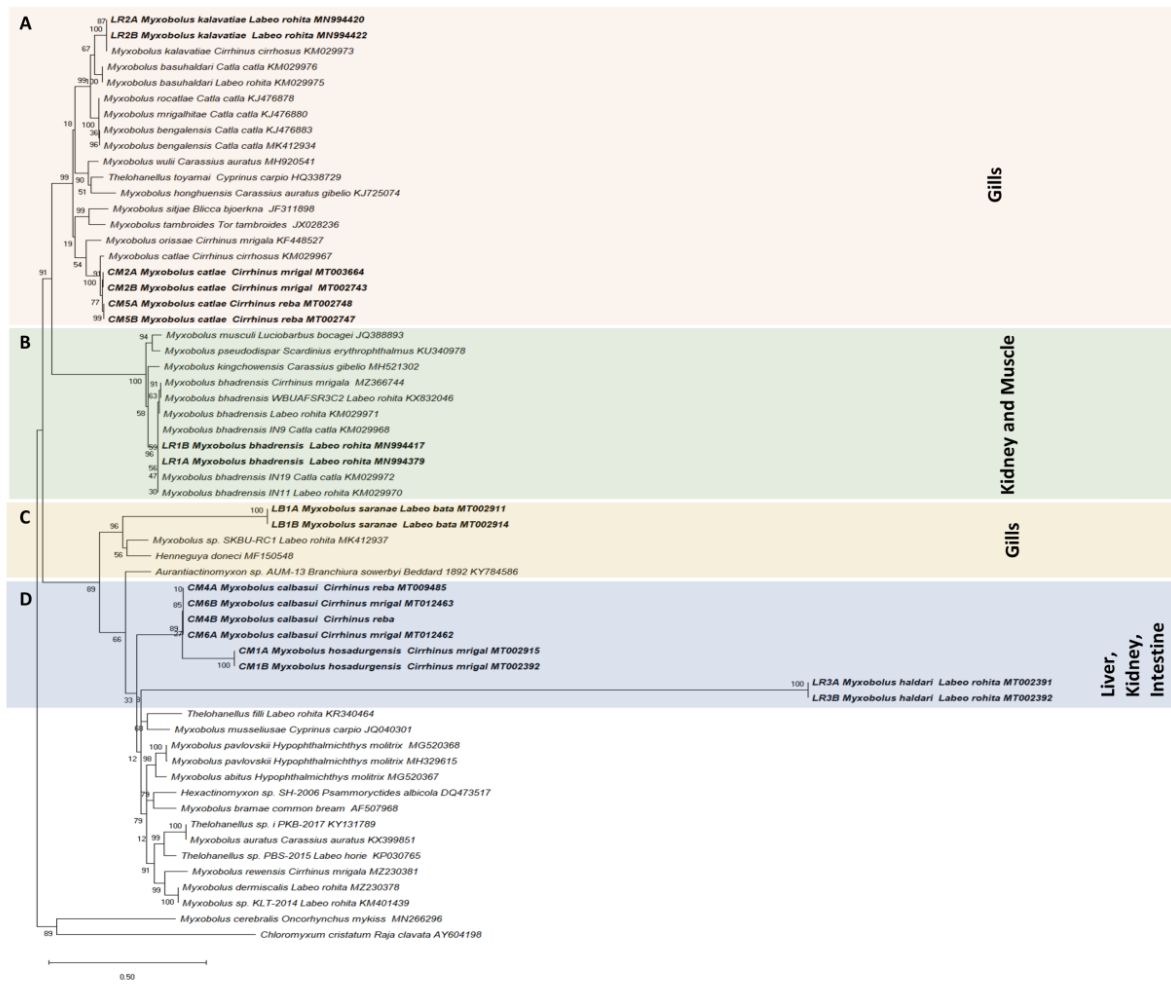 A
LR2A Myxobolus kalavatiae Labeo rohita MN994420
LR2B Myxobolus kalavatiae Labeo rohita MN994422
Myxobolus kalavatiae Cirrhinus cirrhosus KM029973
Myxobolus basuhaldari Catla catla KM029976
Myxobolus basuhaldari Labeo rohita KM029975
Myxobolus rocatlae Catla catla KJ476878
Myxobolus mrigalhitae Catla catla KJ476880
Myxobolus bengalensis Catla catla KJ476883
Myxobolus bengalensis Catla catla MK412934
Myxobolus wulii Carassius auratus MH920541
Thelohanellus toyamai Cyprinus carpio HQ338729
Myxobolus honghuensis Carassius auratus gibelio KJ725074
Myxobolus sitjae Blicca bjoerkna JF311898
Myxobolus tambroides Tor tambroides JX028236
Myxobolus orissae Cirrhinus mrigala KF448527
Myxobolus catlae Cirrhinus cirrhosus KM029967
CM2A Myxobolus catlae Cirrhinus mrigal MT003664
CM2B Myxobolus catlae Cirrhinus mrigal MT002743
CM5A Myxobolus catlae Cirrhinus reba MT002748
CM5B Myxobolus catlae Cirrhinus reba MT002747
Gills
87
100
67
99
100
18
100
36
96
99
90
51
99
19
54
91
100
77
99
91
B
Myxobolus musculi Luciobarbus bocagei JQ388893
Myxobolus pseudodispar Scardinius erythrophthalmus KU340978
Myxobolus kingchowensis Carassius gibelio MH521302
Myxobolus bhadrensis Cirrhinus mrigala MZ366744
Myxobolus bhadrensis WBUAFSR3C2 Labeo rohita KX832046
Myxobolus bhadrensis Labeo rohita KM029971
Myxobolus bhadrensis IN9 Catla catla KM029968
LR1B Myxobolus bhadrensis Labeo rohita MN994417
LR1A Myxobolus bhadrensis Labeo rohita MN994379
Myxobolus bhadrensis IN19 Catla catla KM029972
Myxobolus bhadrensis IN11 Labeo rohita KM029970
Kidney and Muscle
94
100
91
63
58
96
56
47
30
C
LB1A Myxobolus saranae Labeo bata MT002911
LB1B Myxobolus saranae Labeo bata MT002914
Myxobolus sp. SKBU-RC1 Labeo rohita MK412937
Henneguya doneci MF150548
Aurantiactinomyxon sp. AUM-13 Branchiura sowerbyi Beddard 1892 KY784586
Gills
100
96
56
89
D
CM4A Myxobolus calbasui Cirrhinus reba MT009485
CM6B Myxobolus calbasui Cirrhinus mrigal MT012463
CM4B Myxobolus calbasui Cirrhinus reba
CM6A Myxobolus calbasui Cirrhinus mrigal MT012462
CM1A Myxobolus hosadurgensis Cirrhinus mrigal MT002915
CM1B Myxobolus hosadurgensis Cirrhinus mrigal MT002392
LR3A Myxobolus haldari Labeo rohita MT002391
LR3B Myxobolus haldari Labeo rohita MT002392
Liver,
Kidney,
Intestine
10
85
89
27
66
100
100
33
Thelohanellus filli Labeo rohita KR340464
Myxobolus musseliusae Cyprinus carpio JQ040301
Myxobolus pavlovskii Hypophthalmichthys molitrix MG520368
Myxobolus pavlovskii Hypophthalmichthys molitrix MH329615
Myxobolus abitus Hypophthalmichthys molitrix MG520367
Hexactinomyxon sp. SH-2006 Psammoryctides albicola DQ473517
Myxobolus bramae common bream AF507968
Thelohanellus sp. i PKB-2017 KY131789
Myxobolus auratus Carassius auratus KX399851
Thelohanellus sp. PBS-2015 Labeo horie KP030765
Myxobolus rewensis Cirrhinus mrigala MZ230381
Myxobolus dermiscalis Labeo rohita MZ230378
Myxobolus sp. KLT-2014 Labeo rohita KM401439
Myxobolus cerebralis Oncorhynchus mykiss MN266296
Chloromyxum cristatum Raja clavata AY604198
68
100
12
98
79
79
100
12
99
91
99
100
89
0.50